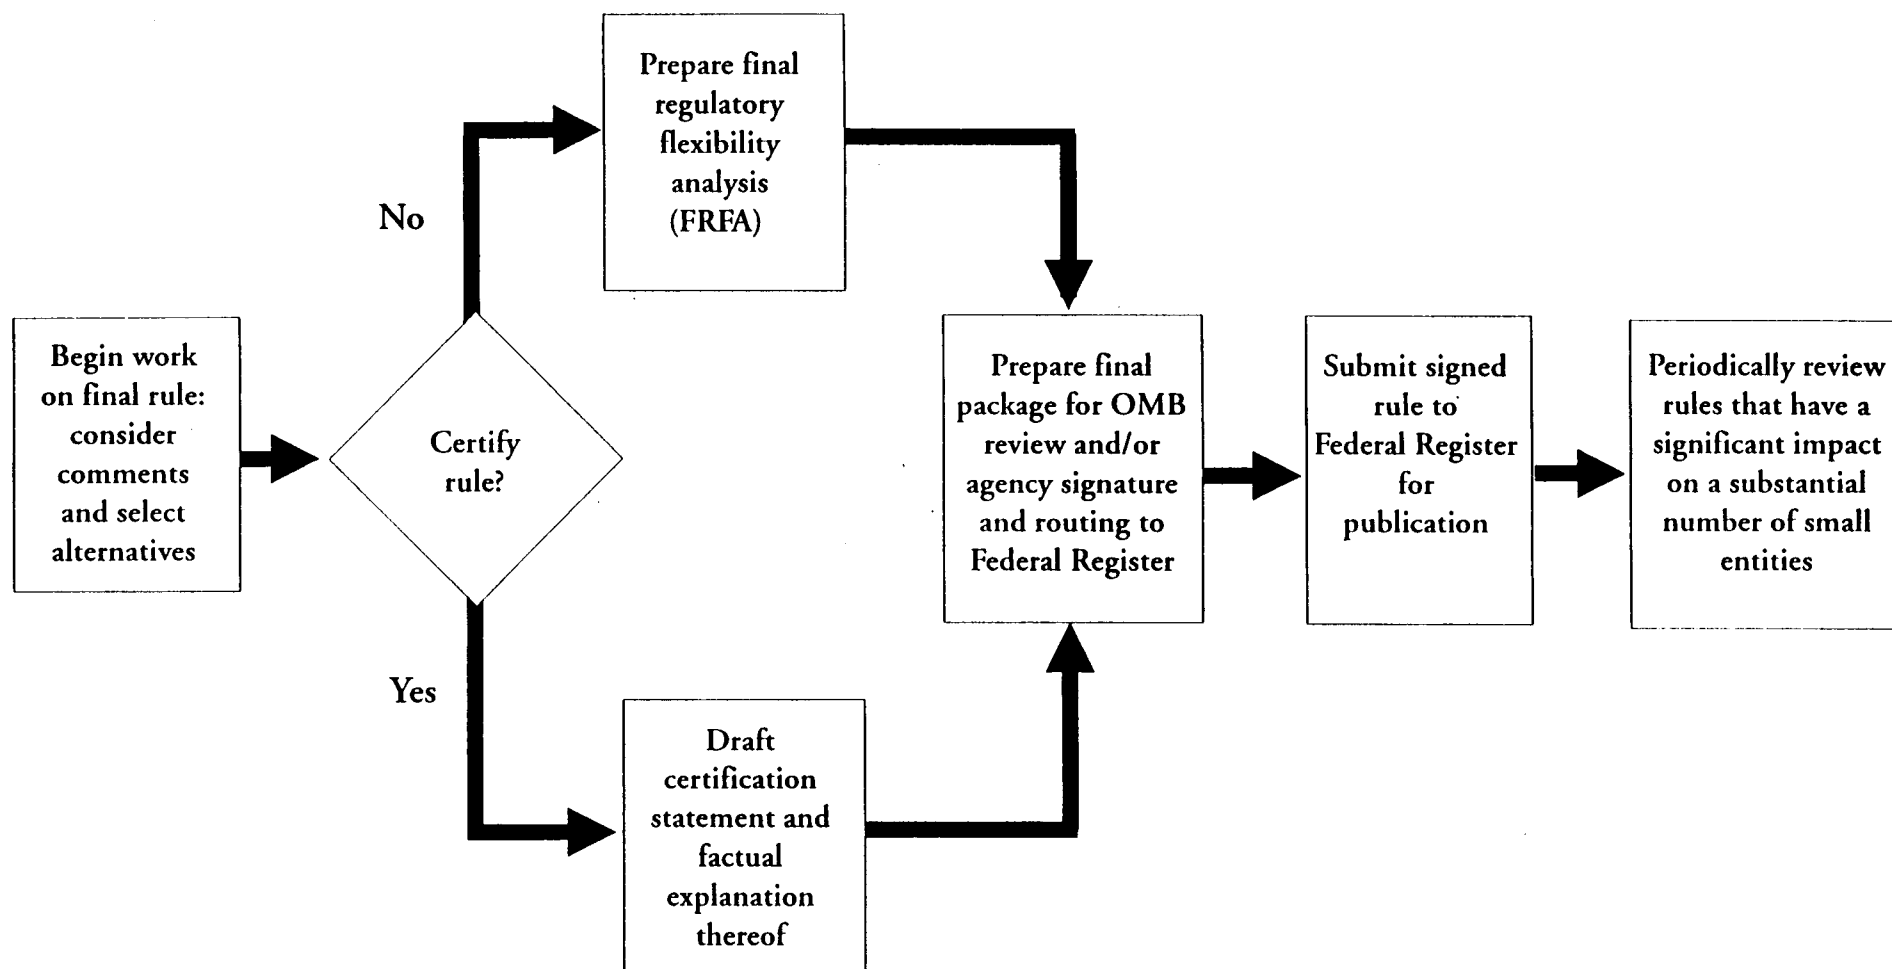 Begin work
on final rule:
consider
comments
and select
alternatives
Certify
rule?
No
Prepare final
regulatory
flexibility
analysis
(FRFA)
Yes
Draft
certification
statement and
factual
explanation
thereof
Prepare final
package for OMB
review and/or
agency signature
and routing to
Federal Register
Submit signed
rule to
Federal Register
for
publication
Periodically review
rules that have a
significant impact
on a substantial
number of small
entities